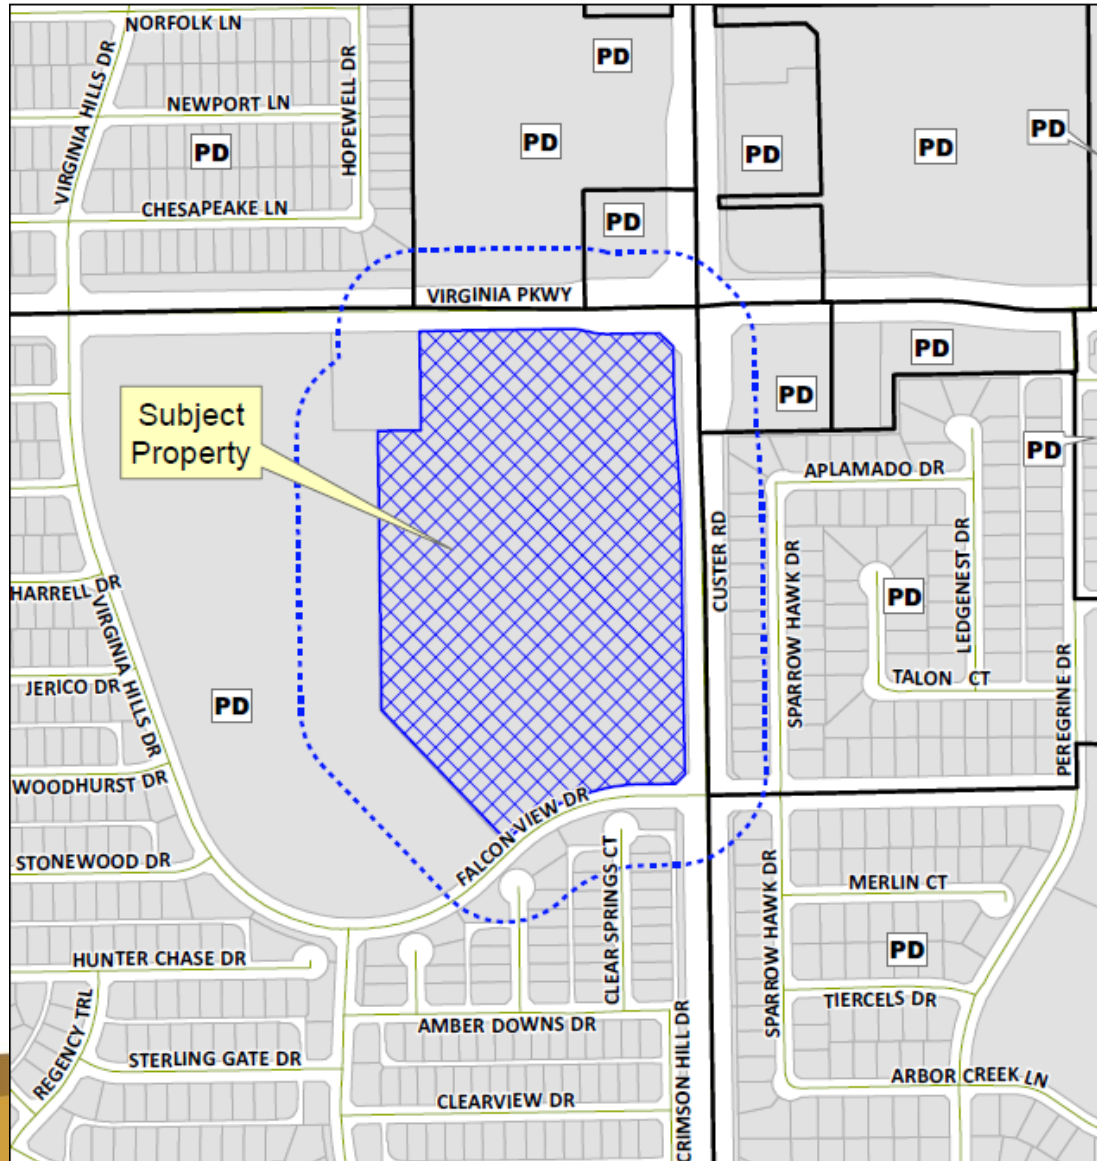 NORFOLK LN
VIRGINIA HILLS DR
HOPEWELL DR
NEWPORT LN
CHESAPEAKE LN
PD
PD
PD
PD
PD
PD
PD
VIRGINIA PKWY
PD
PD
Subject
Property
PD
APLAMADO DR
CUSTER RD
SPARROW HAWK DR
LEDGENEST DR
PD
TALON CT
PEREGRINE DR
HARRELL DR
VIRGINIA HILLS DR
JERICO DR
PD
WOODHURST DR
STONEWOOD DR
FALCON VIEW DR
CLEAR SPRINGS CT
SPARROW HAWK DR
MERLIN CT
PD
TIERCELS DR
HUNTER CHASE DR
REGENCY TRL
AMBER DOWNS DR
STERLING GATE DR
CLEARVIEW DR
CRIMSON HILL DR
ARBOR CREEK LN